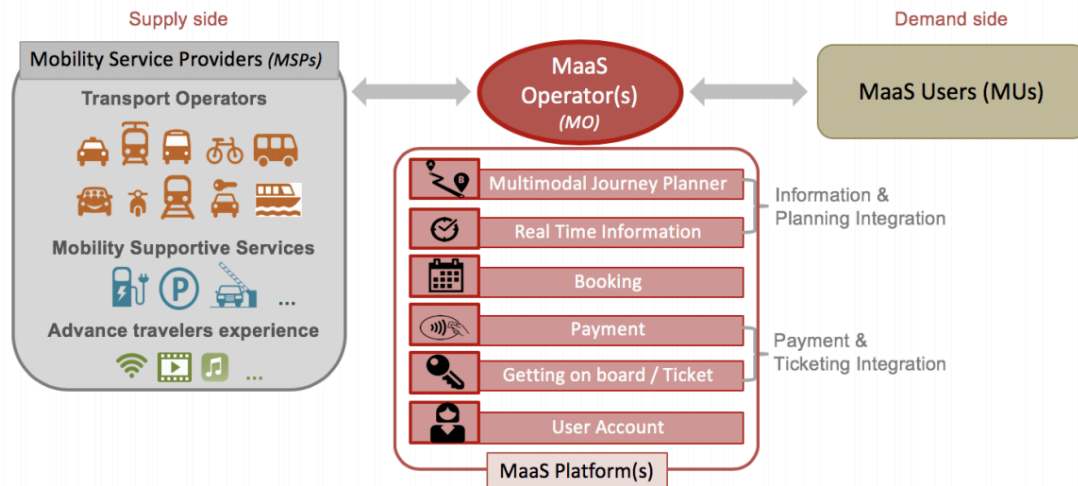 Supply side
Mobility Service Providers (MSPs)
Transport Operators
Mobility Supportive Services
P
...
Advance travelers experience
...
MaaS
Operator(s)
(MO)
A
B
Multimodal Journey Planner
Real Time Information
Booking
Payment
Getting on board / Ticket
User Account
MaaS Platform(s)
Information &
Planning Integration
Payment &
Ticketing Integration
Demand side
MaaS Users (MUs)